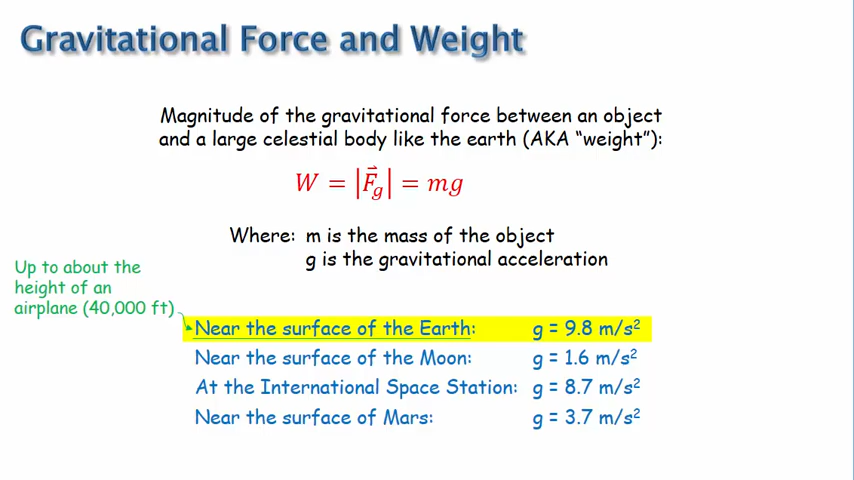 Gravitational Force and Weight
Magnitude of the gravitational force between an object
and a large celestial body like the earth (AKA “weight”):
W = |F⃗g| = mg
Where: m is the mass of the object
g is the gravitational acceleration
Up to about the
height of an
airplane (40,000 ft)
Near the surface of the Earth: g = 9.8 m/s²
Near the surface of the Moon: g = 1.6 m/s²
At the International Space Station: g = 8.7 m/s²
Near the surface of Mars: g = 3.7 m/s²